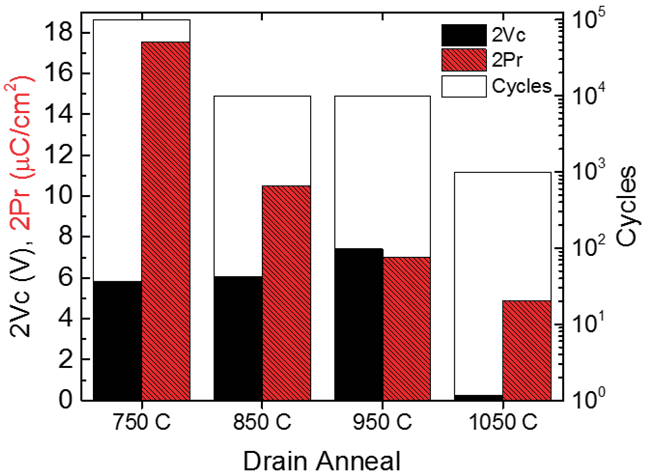 2Vc (V), 2Pr (μC/cm²)
18
16
14
12
10
8
6
4
2
0
2Vc
2Pr
Cycles
10⁵
10⁴
10³
10²
10¹
10⁰
Cycles
750 C 850 C 950 C 1050 C
Drain Anneal